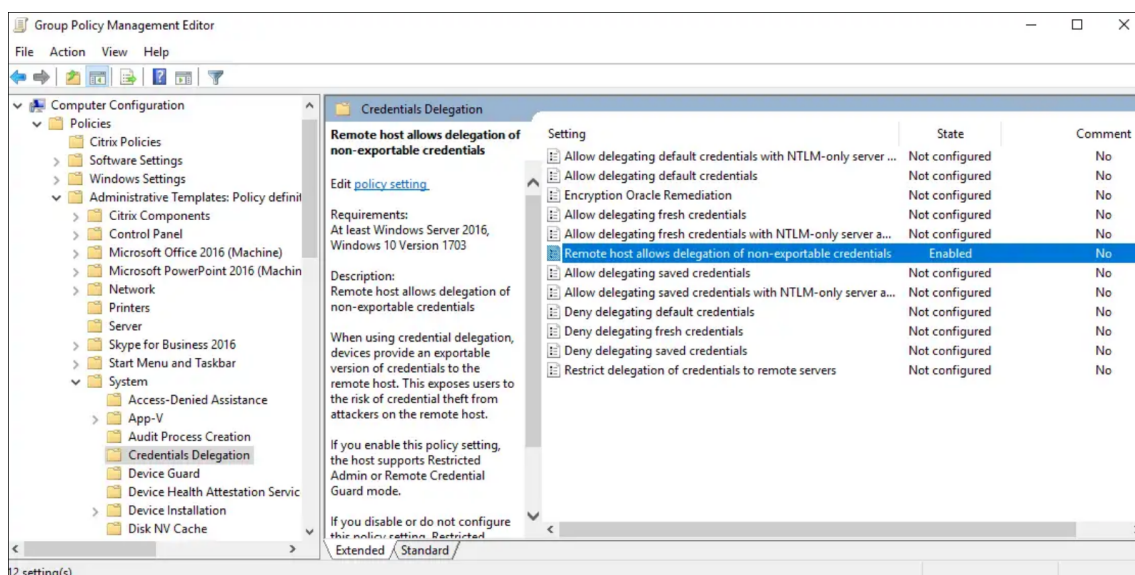 Group Policy Management Editor
File Action View Help
Computer Configuration
Policies
Citrix Policies
Software Settings
Windows Settings
Administrative Templates: Policy definit
Citrix Components
Control Panel
Microsoft Office 2016 (Machine)
Microsoft PowerPoint 2016 (Machin
Network
Printers
Server
Skype for Business 2016
Start Menu and Taskbar
System
Access-Denied Assistance
App-V
Audit Process Creation
Credentials Delegation
Device Guard
Device Health Attestation Servic
Device Installation
Disk NV Cache
Credentials Delegation
Remote host allows delegation of
non-exportable credentials
Edit policy setting
Requirements:
At least Windows Server 2016,
Windows 10 Version 1703
Description:
Remote host allows delegation of
non-exportable credentials
When using credential delegation,
devices provide an exportable
version of credentials to the
remote host. This exposes users to
the risk of credential theft from
attackers on the remote host.
If you enable this policy setting,
the host supports Restricted
Admin or Remote Credential
Guard mode.
If you disable or do not configure
this policy setting, Restricted
Setting State Comment
Allow delegating default credentials with NTLM-only server ... Not configured No
Allow delegating default credentials Not configured No
Encryption Oracle Remediation Not configured No
Allow delegating fresh credentials Not configured No
Allow delegating fresh credentials with NTLM-only server a... Not configured No
Remote host allows delegation of non-exportable credentials Enabled No
Allow delegating saved credentials Not configured No
Allow delegating saved credentials with NTLM-only server a... Not configured No
Deny delegating default credentials Not configured No
Deny delegating fresh credentials Not configured No
Deny delegating saved credentials Not configured No
Restrict delegation of credentials to remote servers Not configured No
Extended Standard
12 setting(s)